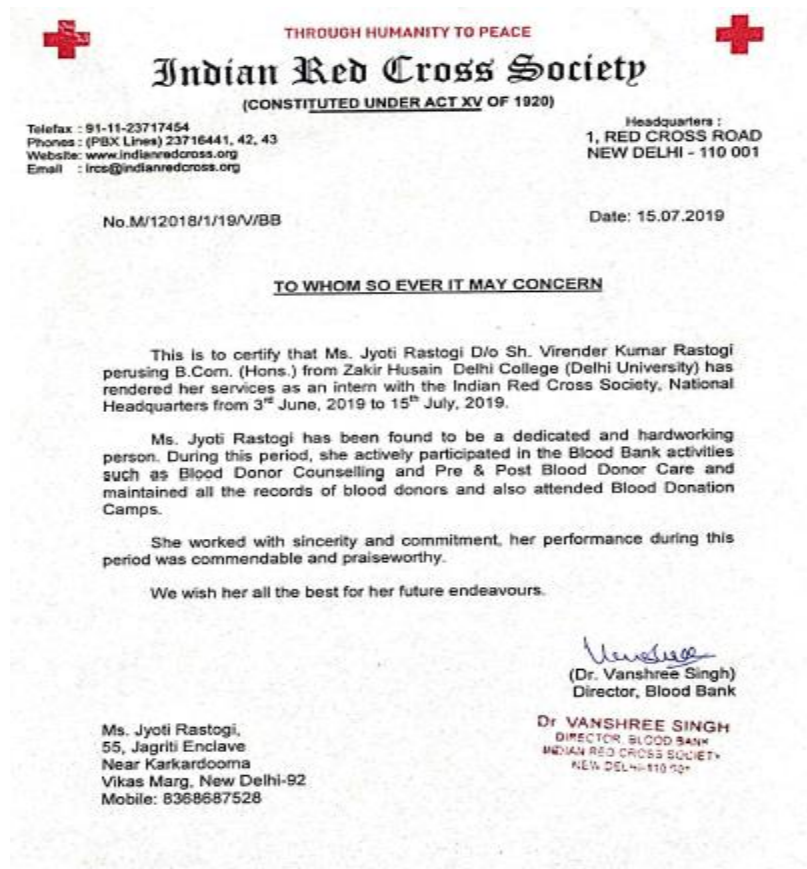 THROUGH HUMANITY TO PEACE
Indian Red Cross Society
(CONSTITUTED UNDER ACT XV OF 1920)
Telefax : 91-11-23717454
Phones : (PBX Lines) 23716441, 42, 43
Website: www.indianredcross.org
Email : ircs@indianredcross.org
Headquarters :
1, RED CROSS ROAD
NEW DELHI - 110 001
No.M/12018/1/19/V/BB
Date: 15.07.2019
TO WHOM SO EVER IT MAY CONCERN
This is to certify that Ms. Jyoti Rastogi D/o Sh. Virender Kumar Rastogi
perusing B.Com. (Hons.) from Zakir Husain Delhi College (Delhi University) has
rendered her services as an intern with the Indian Red Cross Society, National
Headquarters from 3rd June, 2019 to 15th July, 2019.
Ms. Jyoti Rastogi has been found to be a dedicated and hardworking
person. During this period, she actively participated in the Blood Bank activities
such as Blood Donor Counselling and Pre & Post Blood Donor Care and
maintained all the records of blood donors and also attended Blood Donation
Camps.
She worked with sincerity and commitment, her performance during this
period was commendable and praiseworthy.
We wish her all the best for her future endeavours.
Vanshree
(Dr. Vanshree Singh)
Director, Blood Bank
Dr VANSHREE SINGH
DIRECTOR, BLOOD BANK
INDIAN RED CROSS SOCIETY
NEW DELHI-110
Ms. Jyoti Rastogi,
55, Jagriti Enclave
Near Karkardooma
Vikas Marg, New Delhi-92
Mobile: 8368687528